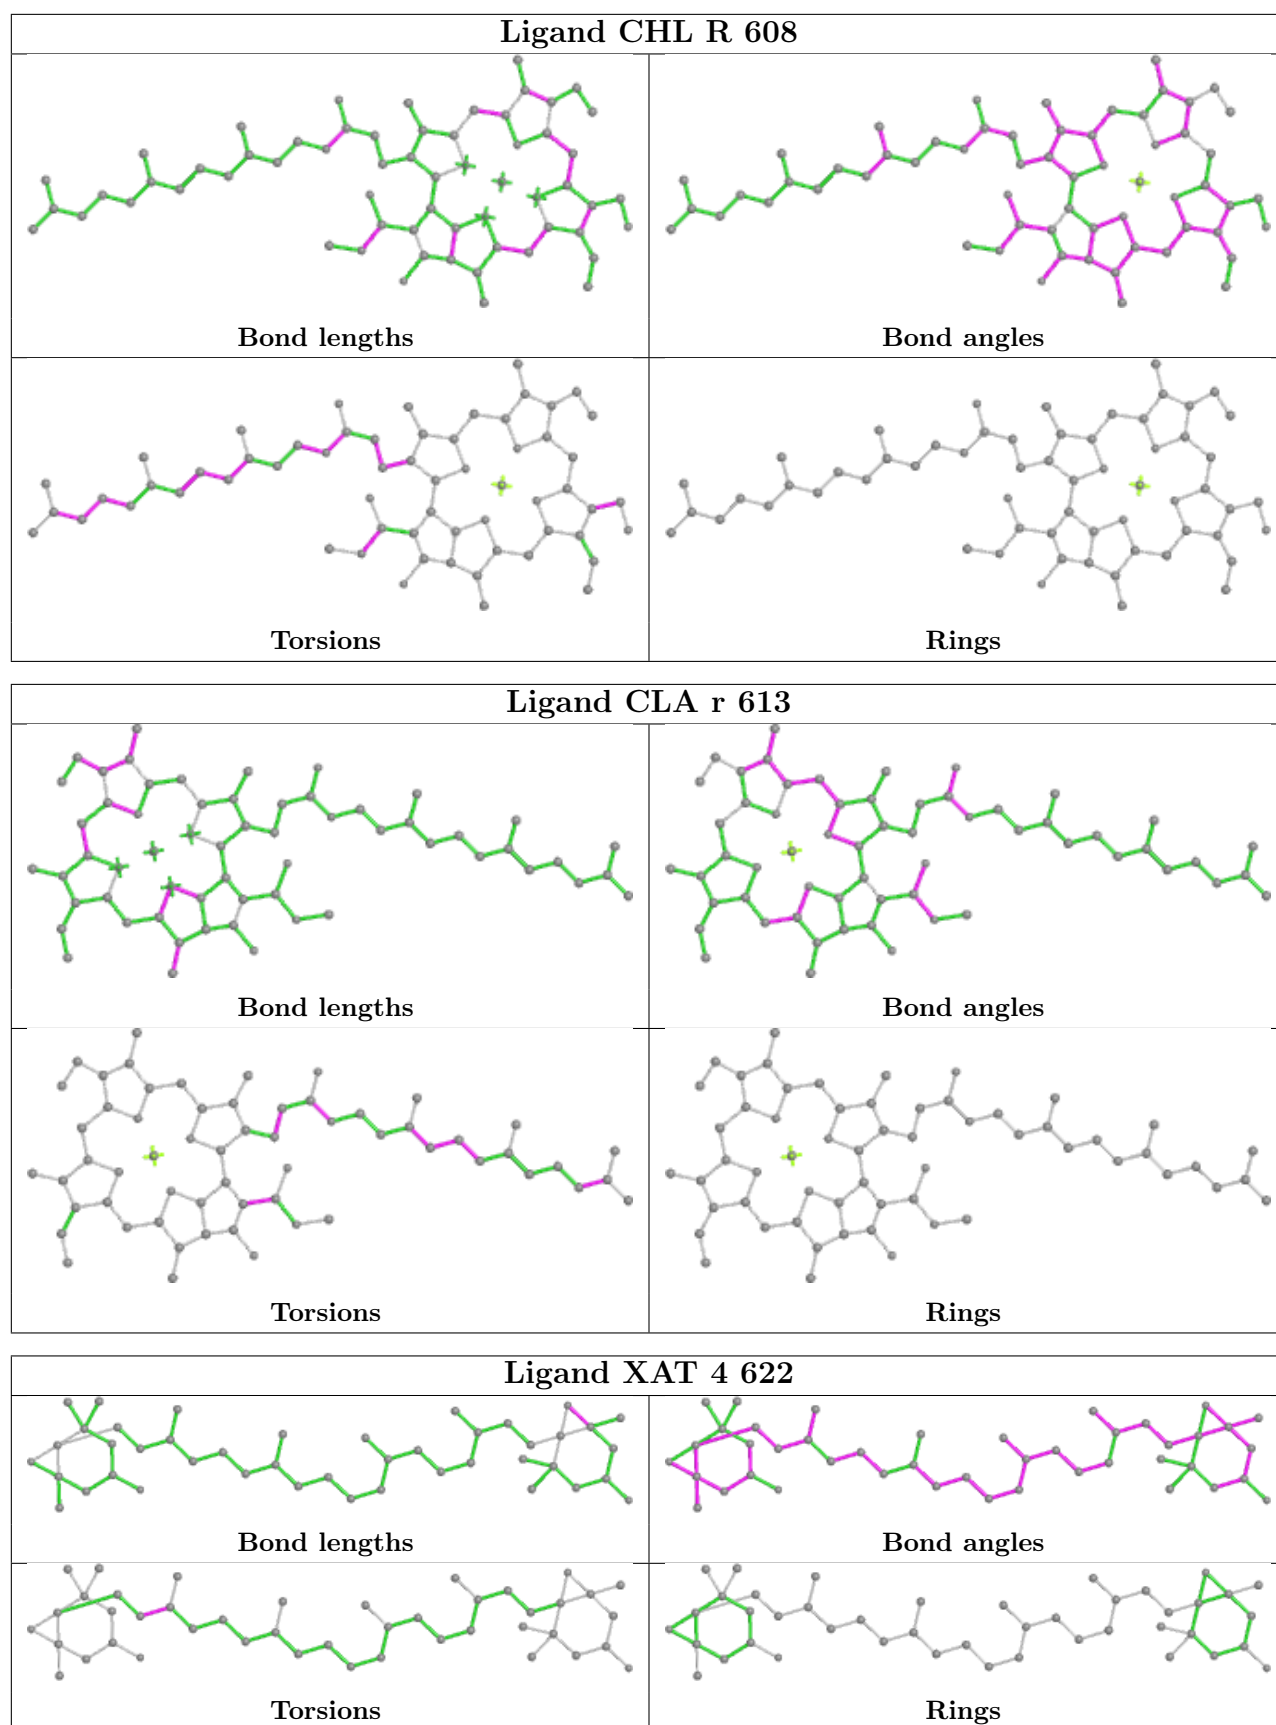 Ligand CHL R 608
Bond lengths
Bond angles
Torsions
Rings
Ligand CLA r 613
Bond lengths
Bond angles
Torsions
Rings
Ligand XAT 4 622
Bond lengths
Bond angles
Torsions
Rings